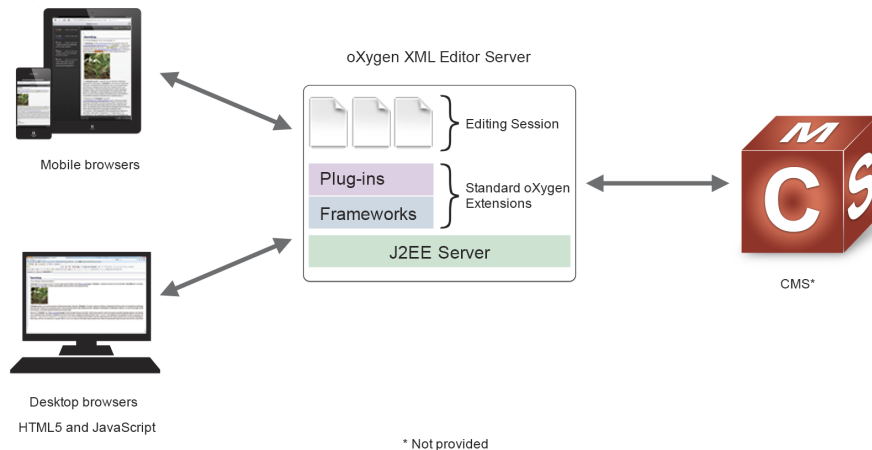 oXygen XML Editor Server
Editing Session
Mobile browsers
Plug-ins
Frameworks
Standard oXygen
Extensions
J2EE Server
M
C
S
CMS*
Desktop browsers
HTML5 and JavaScript
* Not provided